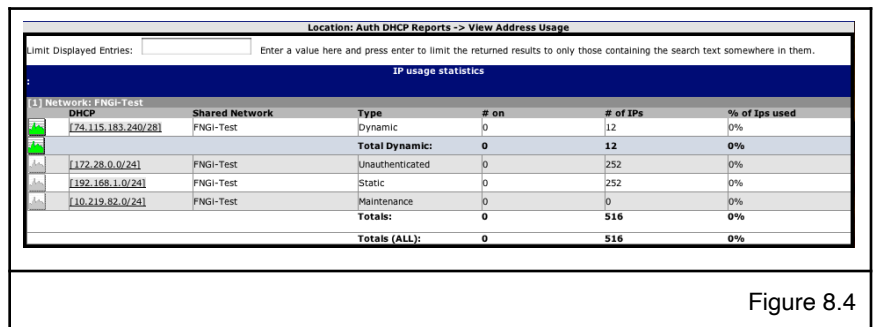 Location: Auth DHCP Reports -> View Address Usage
Limit Displayed Entries: Enter a value here and press enter to limit the returned results to only those containing the search text somewhere in them.
IP usage statistics
:
[1] Network: FNGi-Test
DHCP Shared Network Type # on # of IPs % of Ips used
[74.115.183.240/28] FNGi-Test Dynamic 0 12 0%
Total Dynamic: 0 12 0%
[172.28.0.0/24] FNGi-Test Unauthenticated 0 252 0%
[192.168.1.0/24] FNGi-Test Static 0 252 0%
[10.219.82.0/24] FNGi-Test Maintenance 0 0 0%
Totals: 0 516 0%
Totals (ALL): 0 516 0%
Figure 8.4